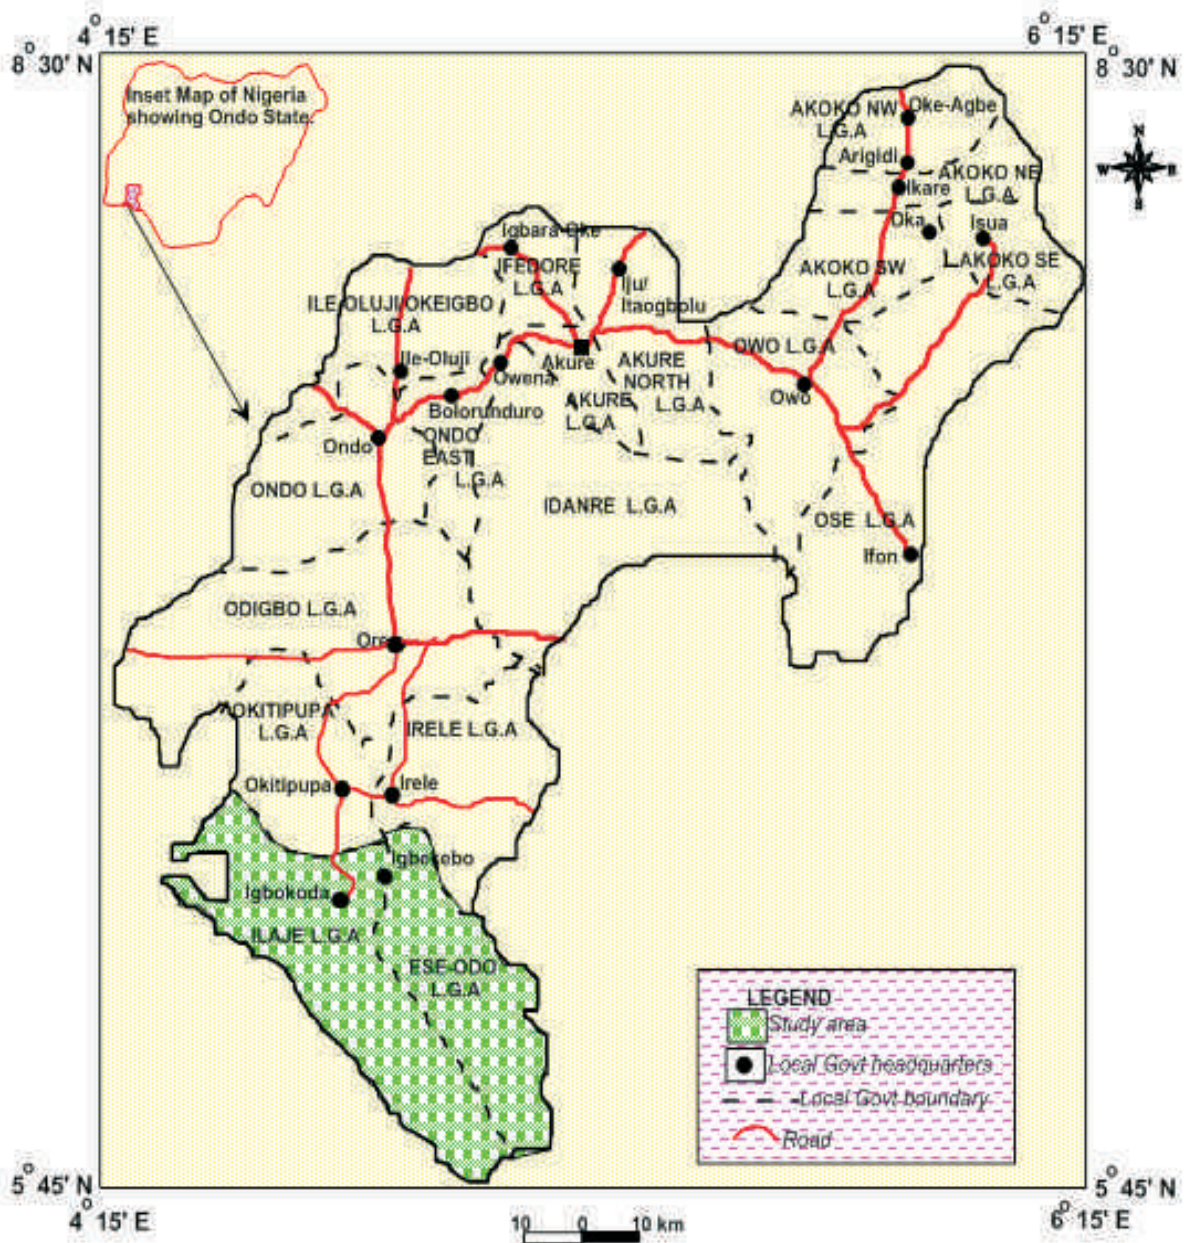 4° 15' E
6° 15' E
8° 30' N
8° 30' N
Inset Map of Nigeria
showing Ondo State.
N
W
E
S
AKOKO NW
L.G.A
Oke-Agbe
Arigidi
AKOKO NE
L.G.A
Ikare
Oka
Isua
AKOKO SW
L.G.A
AKOKO SE
L.G.A
Igbara-Oke
IFEDORE
L.G.A
Iju/
Itaogbolu
ILE-OLUJI/OKEIGBO
L.G.A
Ile-Oluji
Owena
Akure
AKURE
NORTH
L.G.A
OWO L.G.A
Owo
Bolorunduro
AKURE
L.G.A
Ondo
ONDO
EAST
L.G.A
ONDO L.G.A
IDANRE L.G.A
OSE L.G.A
Ifon
ODIGBO L.G.A
Ore
OKITIPUPA
L.G.A
IRELE L.G.A
Okitipupa
Irele
Igbekebo
Igbokoda
ILAJE L.G.A
ESE-ODO
L.G.A
LEGEND
Study area
Local Govt headquarters
Local Govt boundary
Road
5° 45' N
5° 45' N
4° 15' E
6° 15' E
10 0 10 km